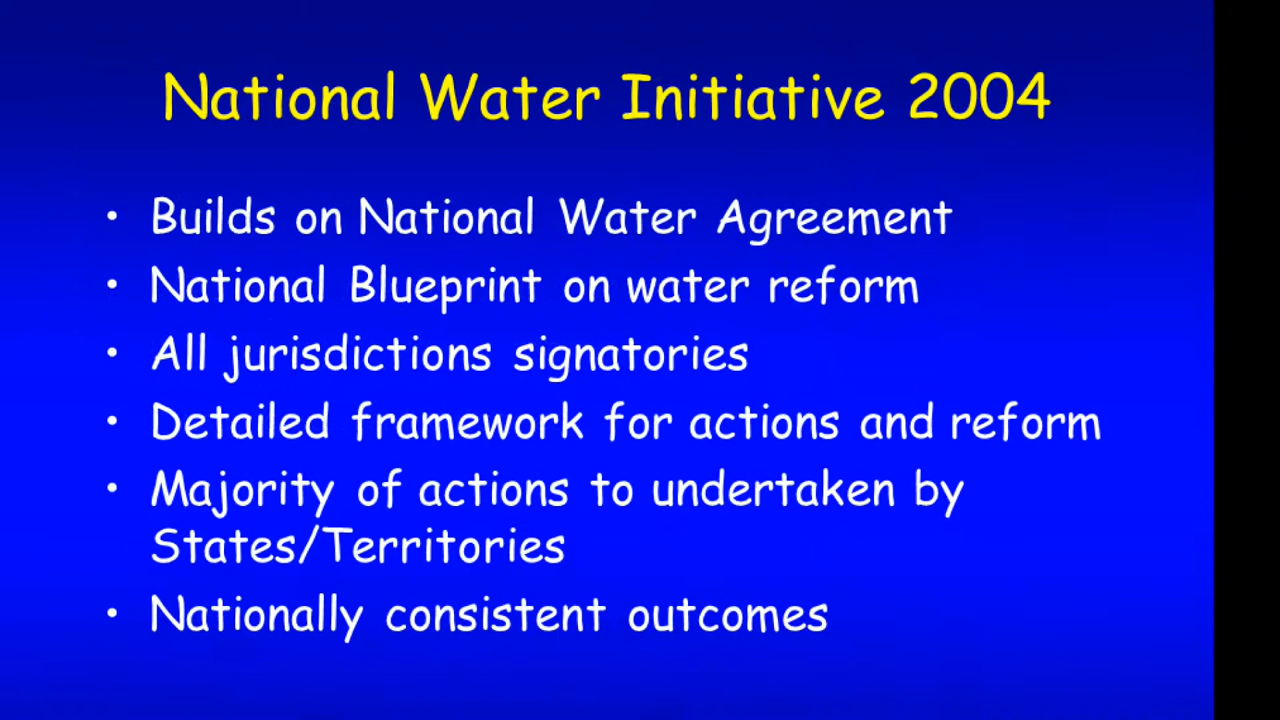 National Water Initiative 2004
• Builds on National Water Agreement
• National Blueprint on water reform
• All jurisdictions signatories
• Detailed framework for actions and reform
• Majority of actions to undertaken by
States/Territories
• Nationally consistent outcomes